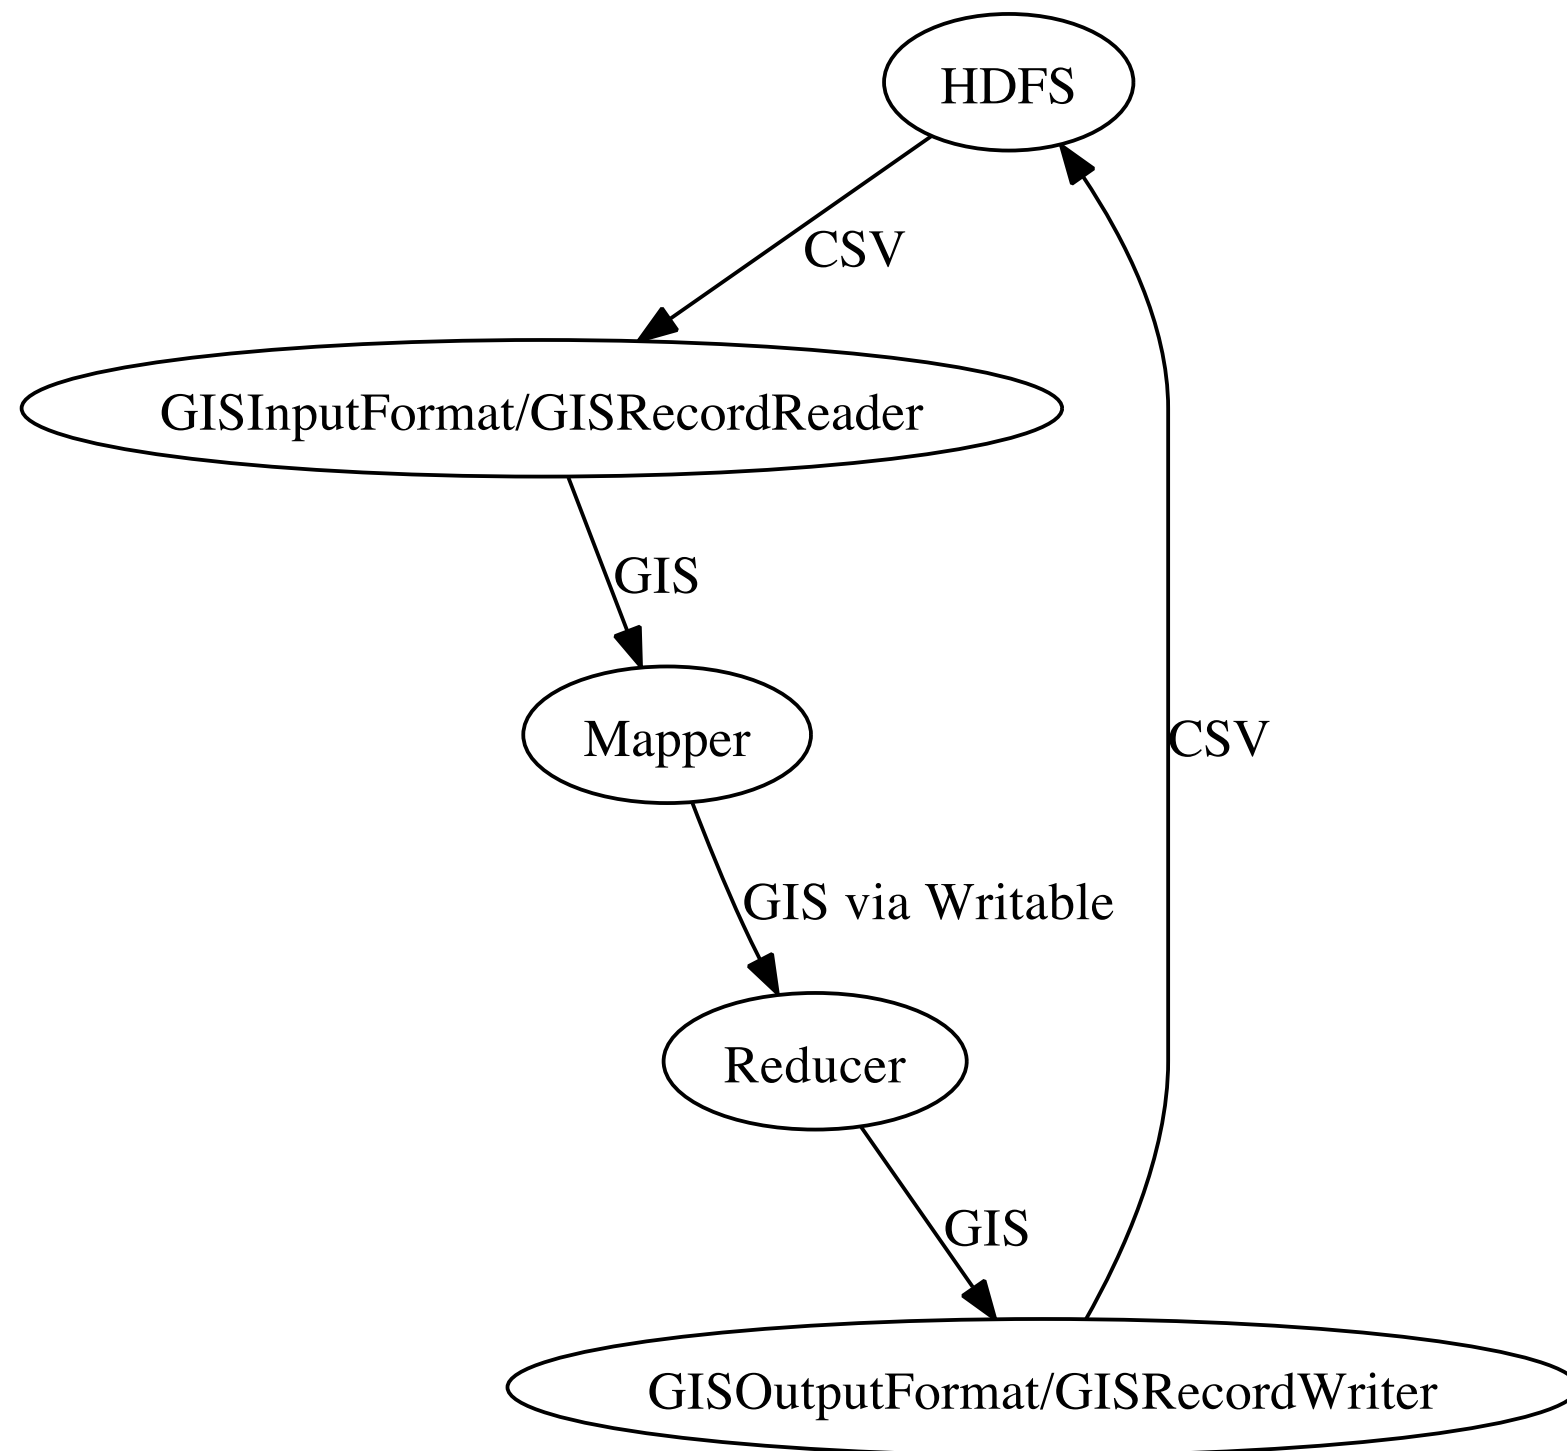 HDFS
CSV
GISInputFormat/GISRecordReader
GIS
Mapper
CSV
GIS via Writable
Reducer
GIS
GISOutputFormat/GISRecordWriter